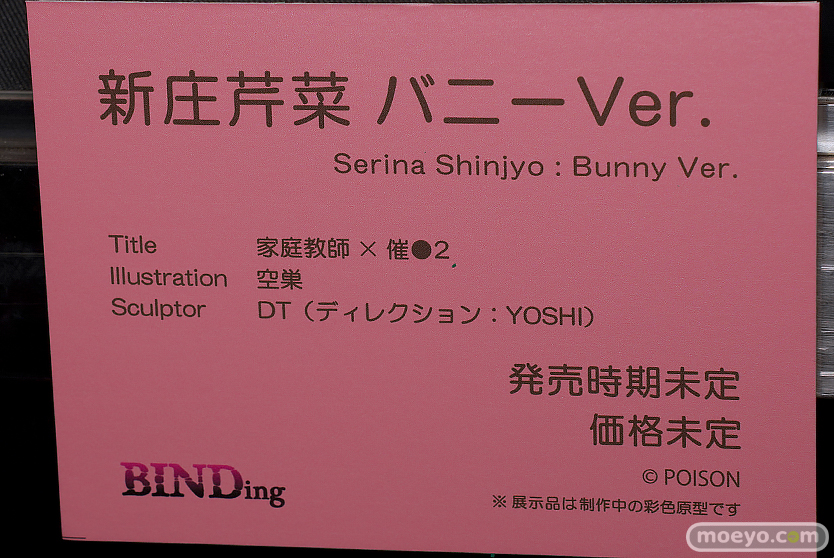 新庄芹菜 バニーVer.
Serina Shinjyo : Bunny Ver.
Title 家庭教師 × 催●2
Illustration 空巣
Sculptor DT（ディレクション：YOSHI）
発売時期未定
価格未定
© POISON
BINDing
※ 展示品は制作中の彩色原型です
moeyo.com